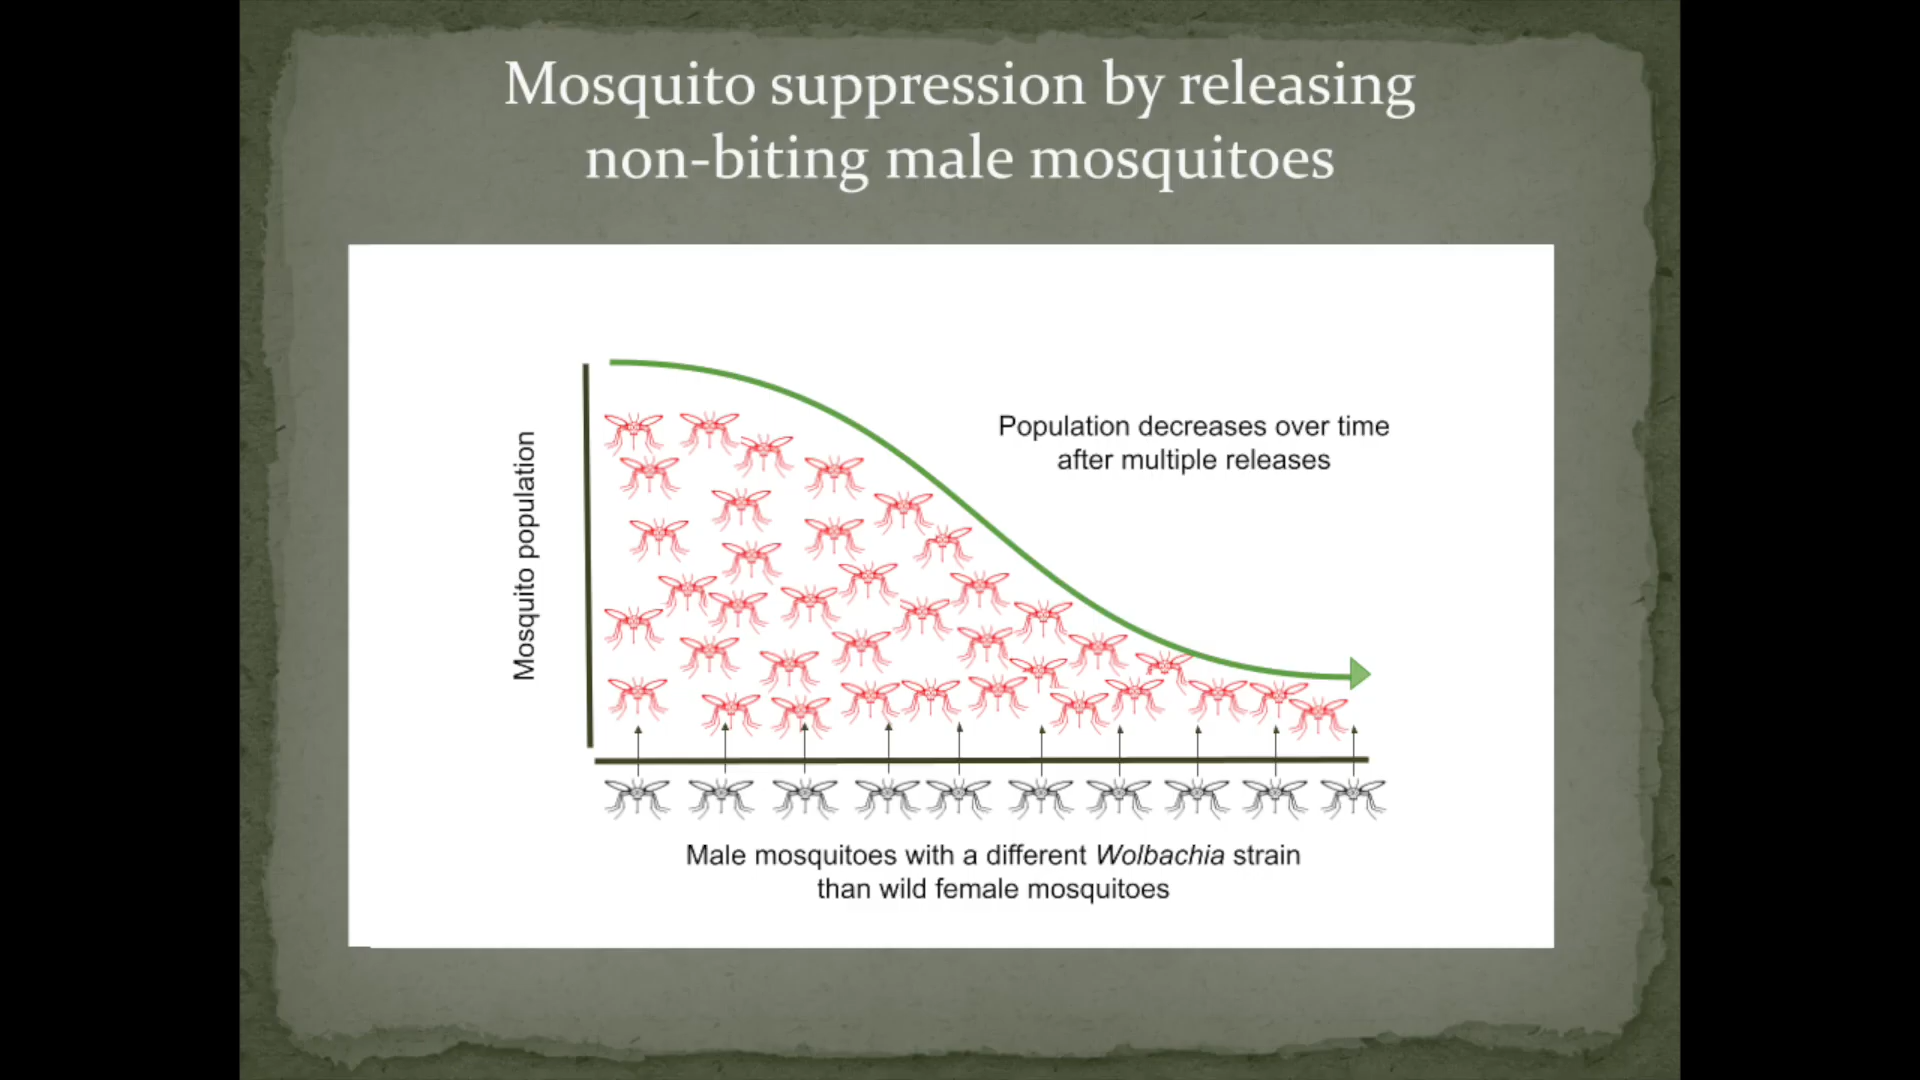 Mosquito suppression by releasing
non-biting male mosquitoes
Mosquito population
Population decreases over time
after multiple releases
Male mosquitoes with a different Wolbachia strain
than wild female mosquitoes